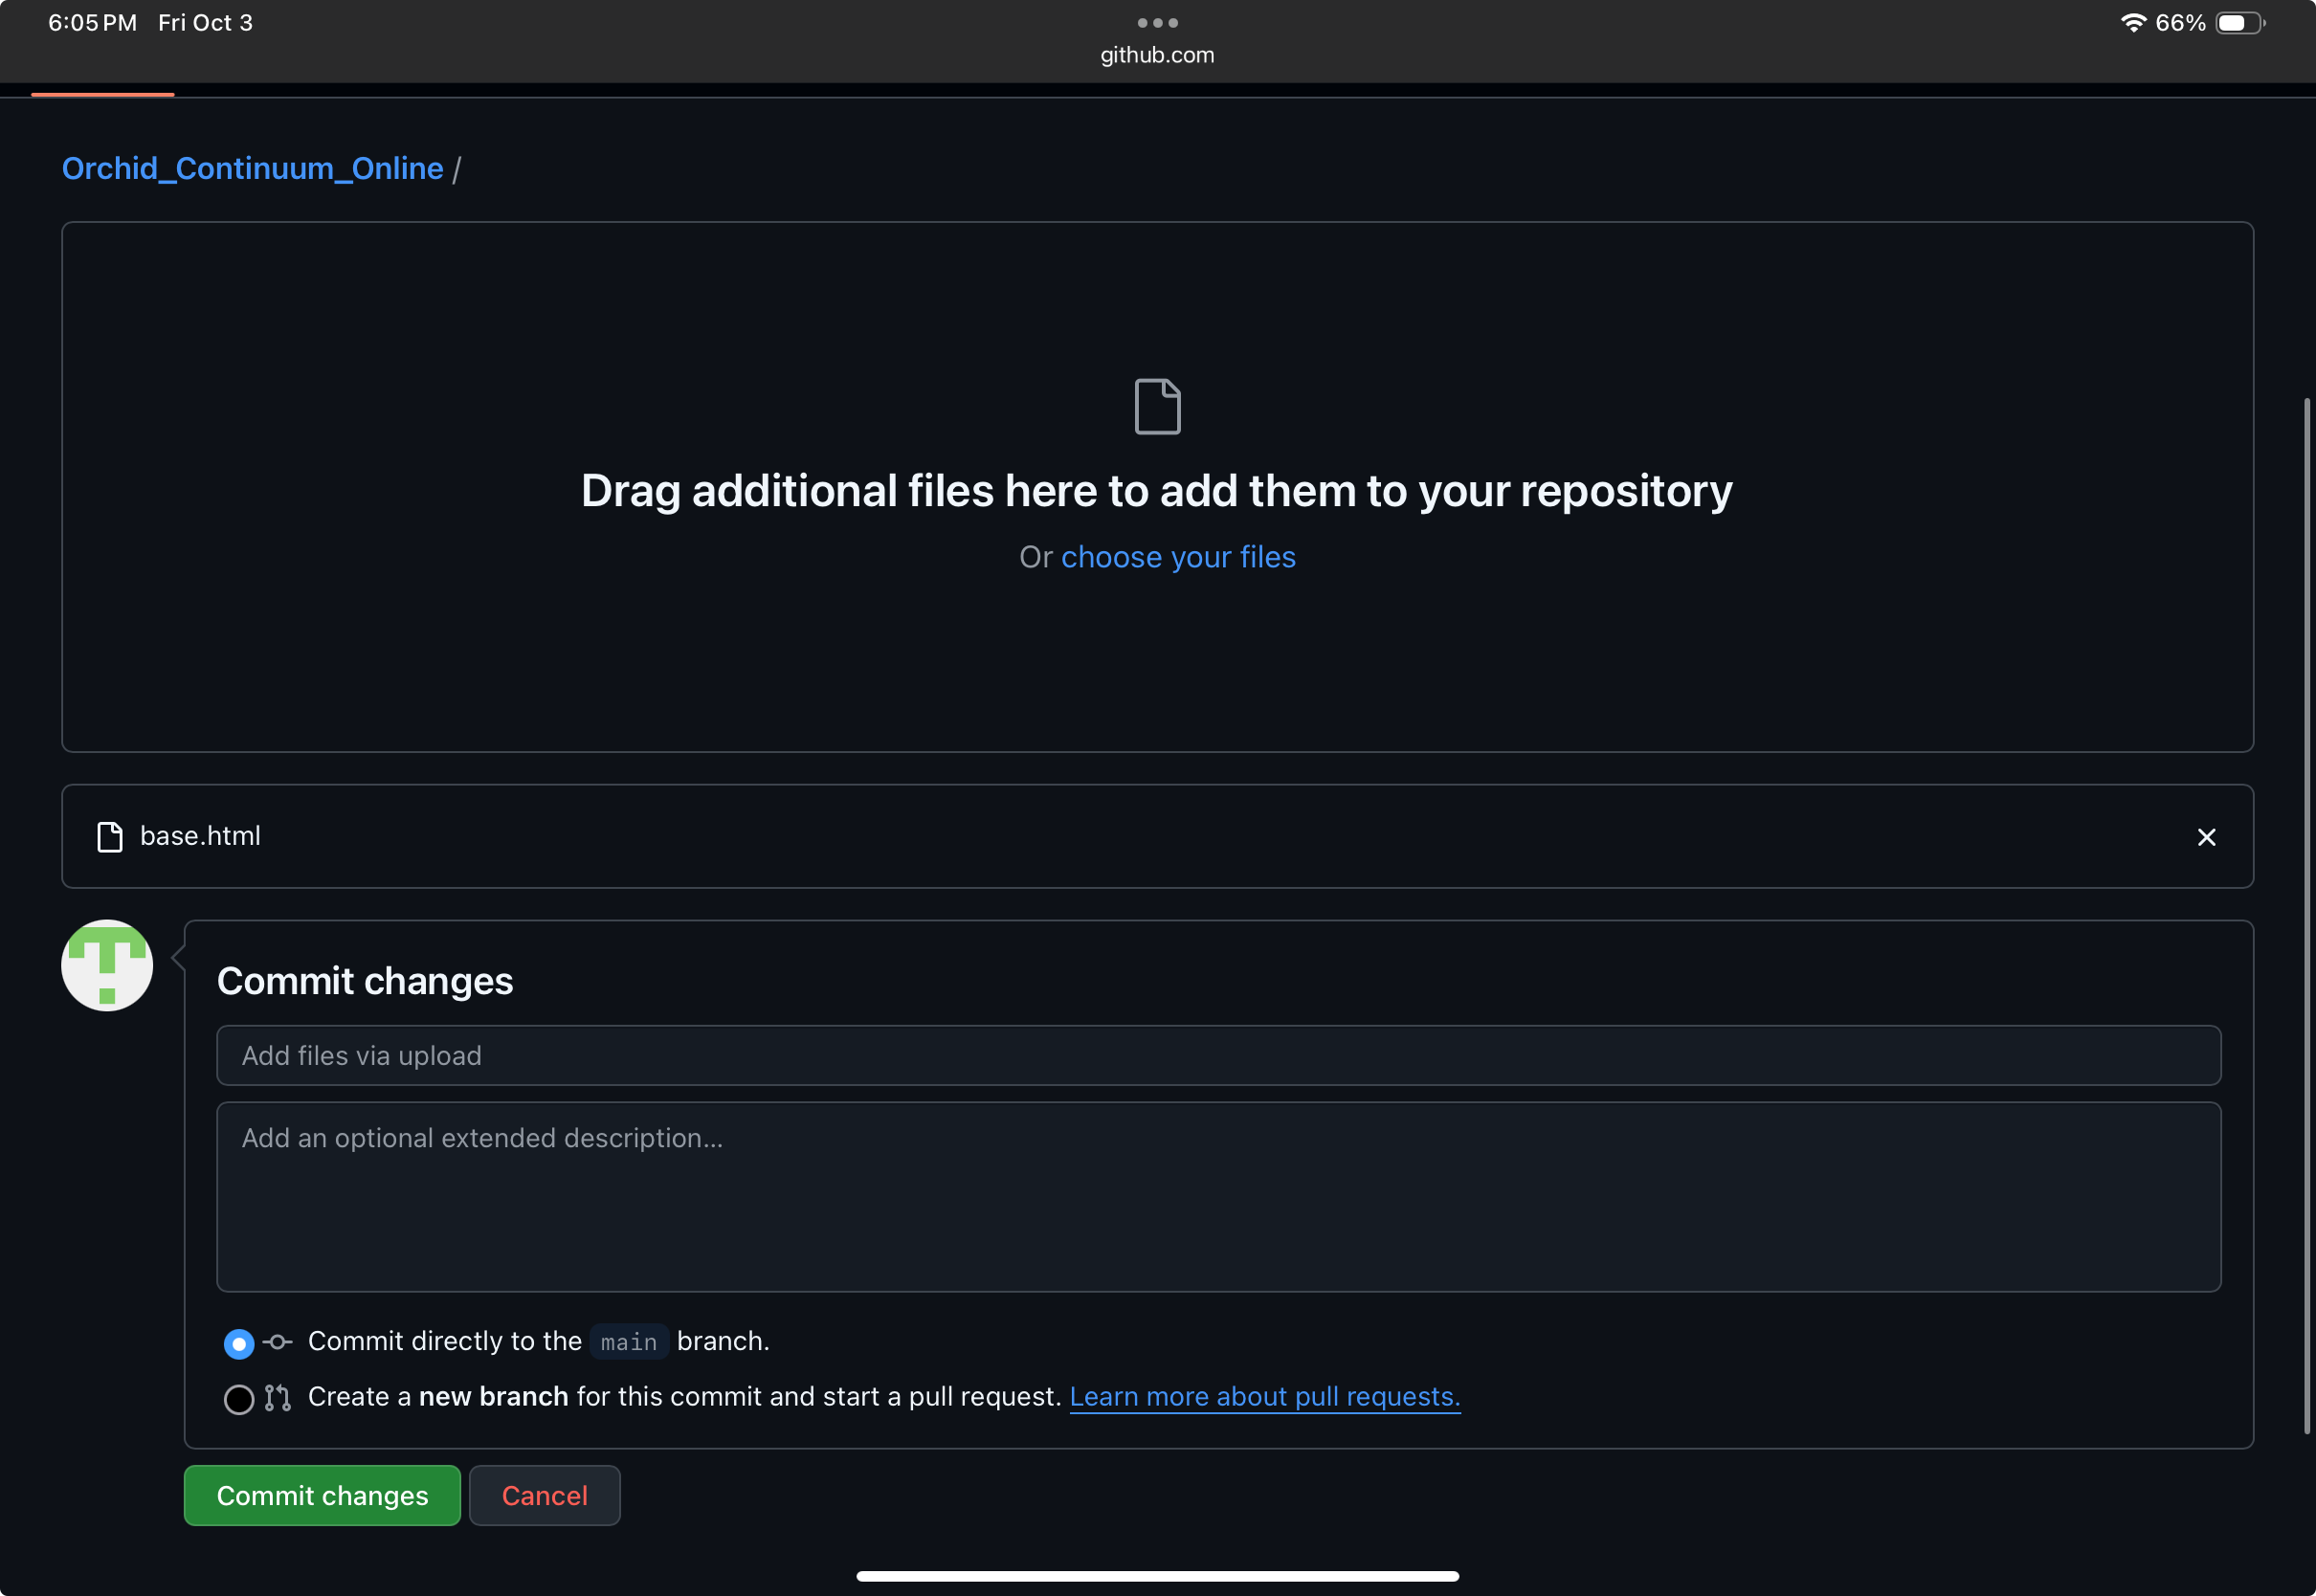 6:05 PM Fri Oct 3
66%
github.com
Orchid_Continuum_Online /
Drag additional files here to add them to your repository
Or choose your files
base.html
Commit changes
Add files via upload
Add an optional extended description...
Commit directly to the main branch.
Create a new branch for this commit and start a pull request. Learn more about pull requests.
Commit changes
Cancel